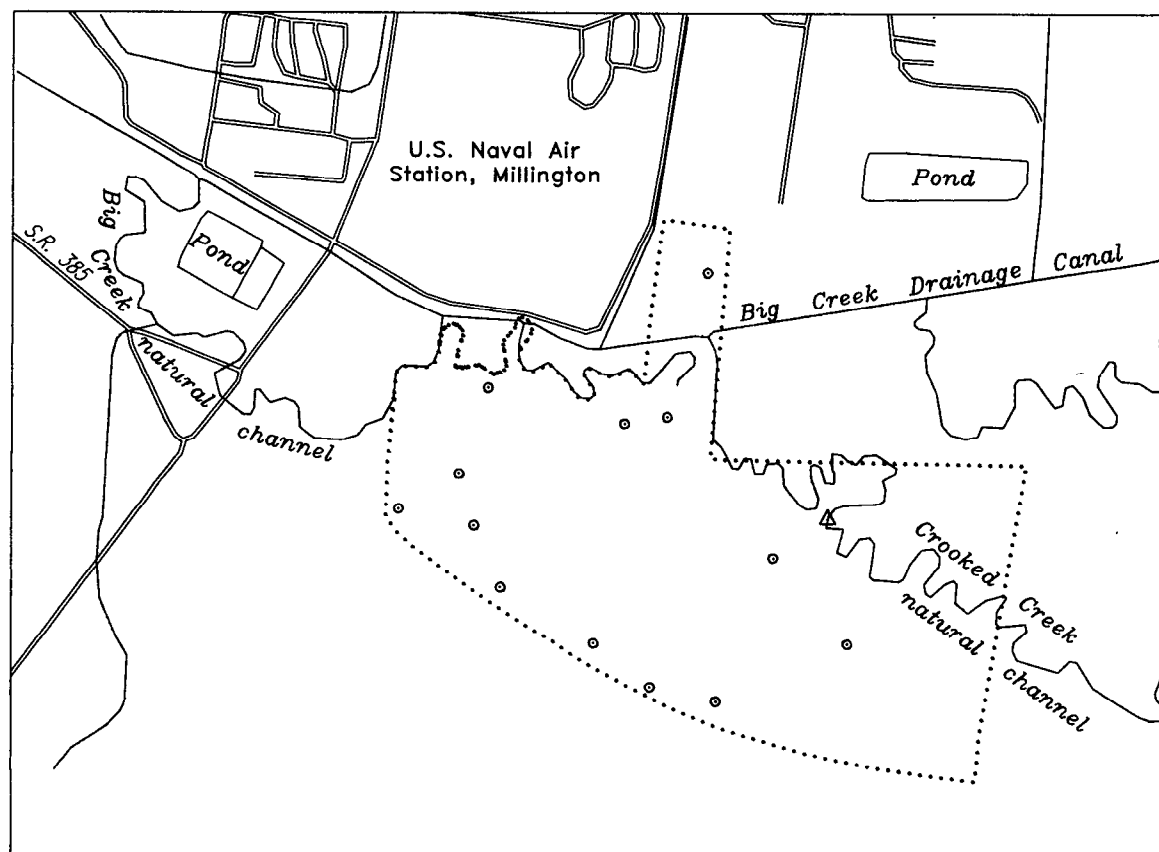 U.S. Naval Air
Station, Millington
Pond
Big Creek
natural
channel
S.R. 385
Pond
Big Creek Drainage Canal
Crooked Creek
natural channel